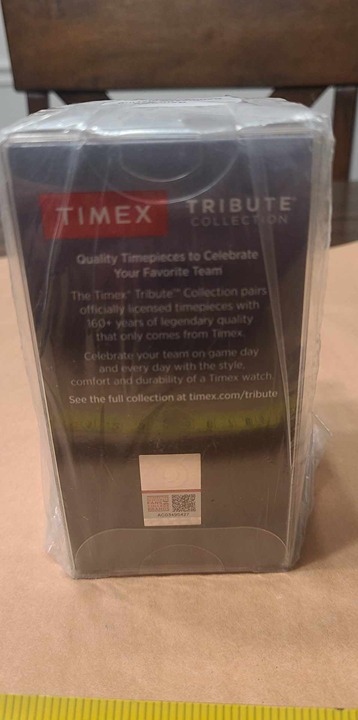 TIMEX
TRIBUTE™
COLLECTION
Quality Timepieces to Celebrate
Your Favorite Team
The Timex® Tribute™ Collection pairs
officially licensed timepieces with
160+ years of legendary quality
that only comes from Timex.
Celebrate your team on game day
and every day with the style,
comfort and durability of a Timex watch.
See the full collection at timex.com/tribute